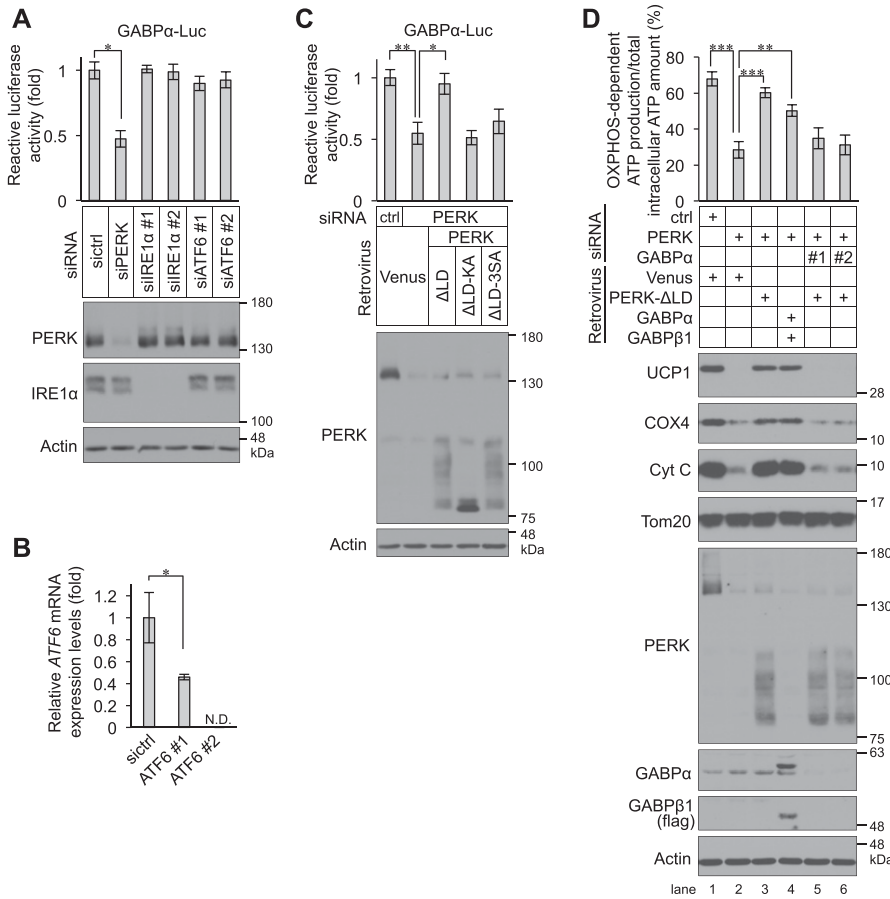 A
GABPα-Luc
Reactive luciferase
activity (fold)
*
1
0.5
0
siRNA
sictrl
siPERK
siIRE1α #1
siIRE1α #2
siATF6 #1
siATF6 #2
PERK
180
130
IRE1α
100
Actin
48
kDa
B
Relative ATF6 mRNA
expression levels (fold)
*
1.2
1
0.8
0.6
0.4
0.2
0
N.D.
sictrl
ATF6 #1
ATF6 #2
C
GABPα-Luc
Reactive luciferase
activity (fold)
** *
1
0.5
0
siRNA ctrl PERK
Retrovirus
Venus
PERK
ΔLD
ΔLD-KA
ΔLD-3SA
PERK
180
130
100
75
Actin
48
kDa
D
OXPHOS-dependent
ATP production/total
intracellular ATP amount (%)
*** **
***
80
60
40
20
0
siRNA
ctrl +
PERK + + + + +
GABPα #1 #2
Retrovirus
Venus + +
PERK-ΔLD + + +
GABPα +
GABPβ1 +
UCP1
28
COX4
10
Cyt C
10
Tom20
17
PERK
180
130
100
75
GABPα
63
GABPβ1
(flag)
48
Actin
48
kDa
lane 1 2 3 4 5 6